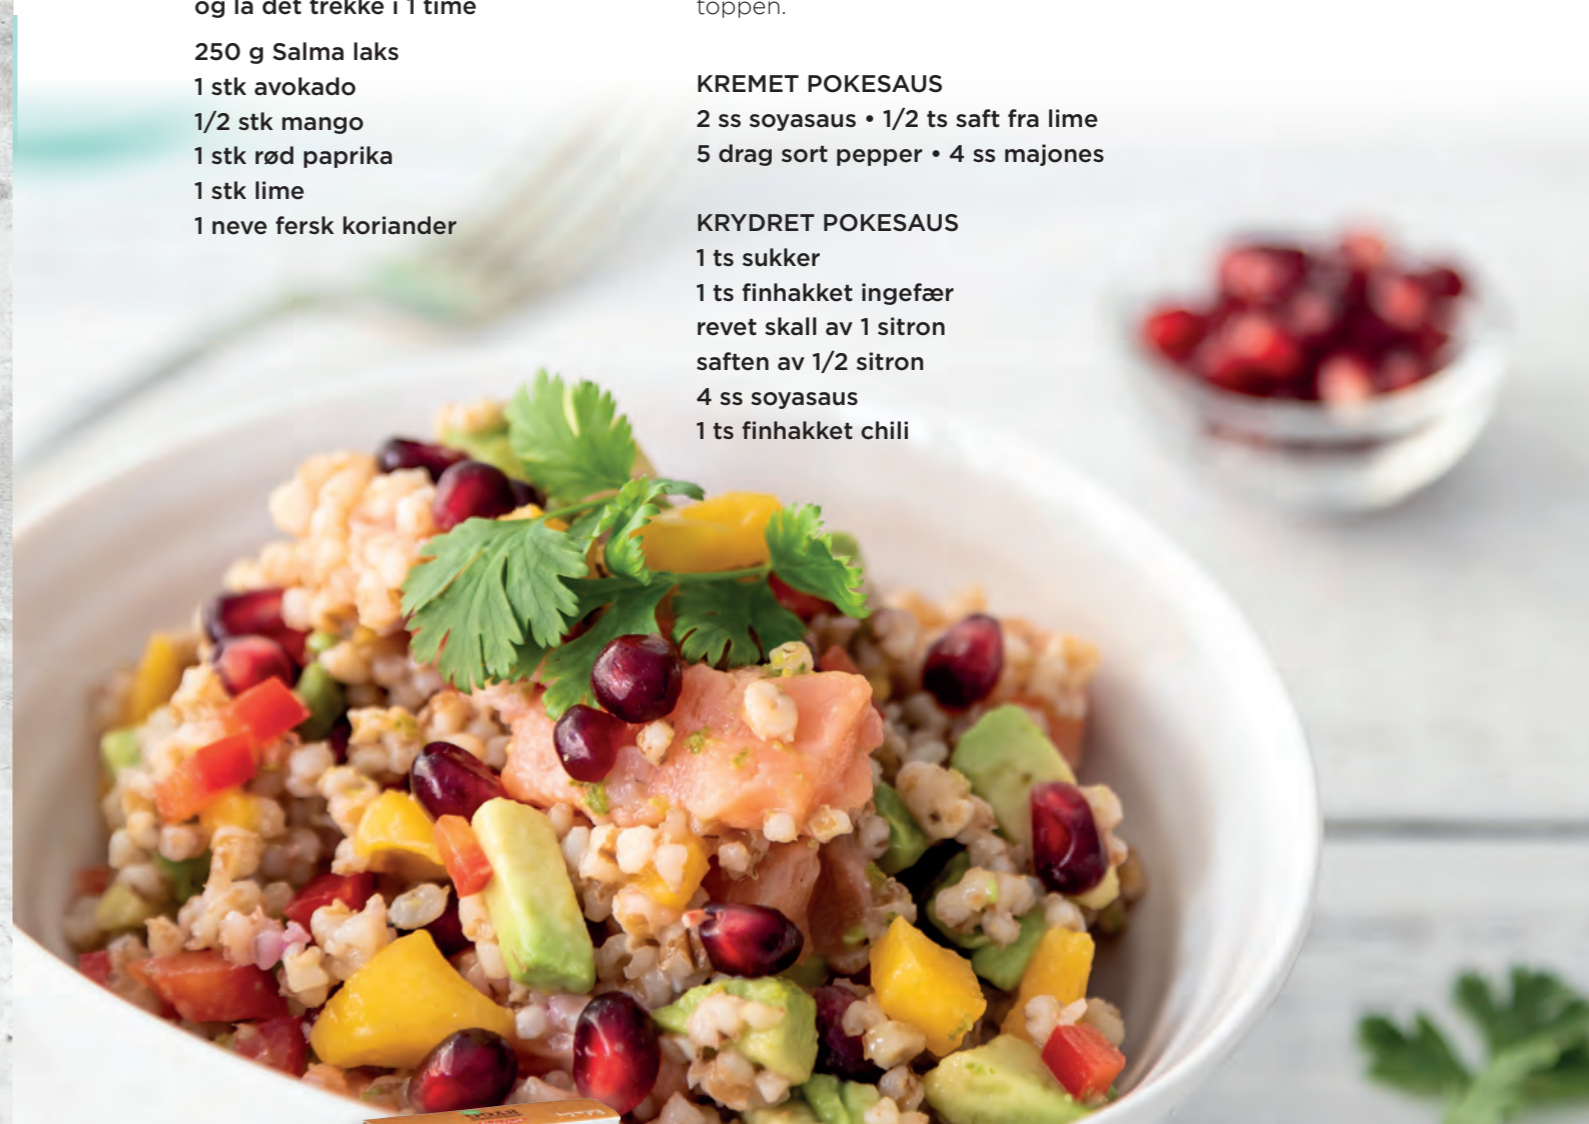 og la det trekke i 1 time
250 g Salma laks
1 stk avokado
1/2 stk mango
1 stk rød paprika
1 stk lime
1 neve fersk koriander
toppen.
KREMET POKESAUS
2 ss soyasaus • 1/2 ts saft fra lime
5 drag sort pepper • 4 ss majones
KRYDRET POKESAUS
1 ts sukker
1 ts finhakket ingefær
revet skall av 1 sitron
saften av 1/2 sitron
4 ss soyasaus
1 ts finhakket chili